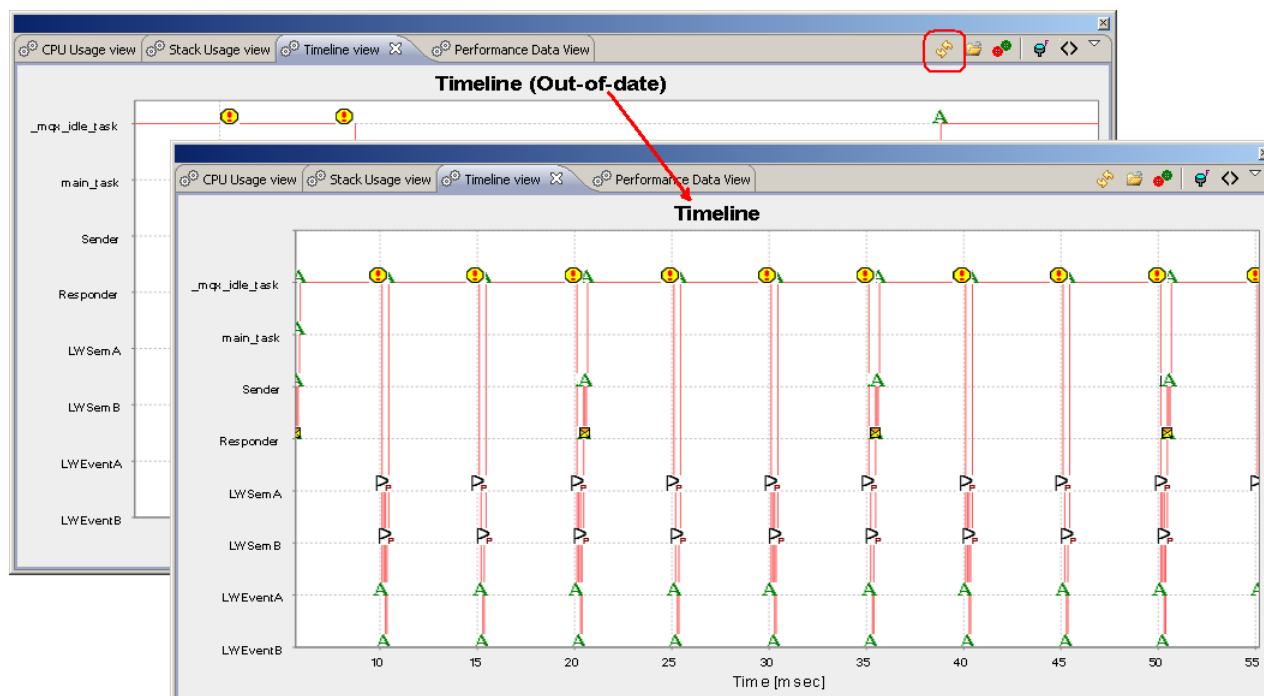 CPU Usage view Stack Usage view Timeline view Performance Data View
Timeline (Out-of-date)
_mqx_idle_task
A
main_task
Sender
Responder
LWSemA
LWSemB
LWEventA
LWEventB
CPU Usage view Stack Usage view Timeline view Performance Data View
Timeline
_mqx_idle_task A A A A A A A A A A
main_task A
Sender A A A A
Responder
LWSemA P P P P P P P P P
LWSemB P P P P P P P P P
LWEventA A A A A A A A A A A
LWEventB A A A A A A A A A
10 15 20 25 30 35 40 45 50 55
Time [msec]